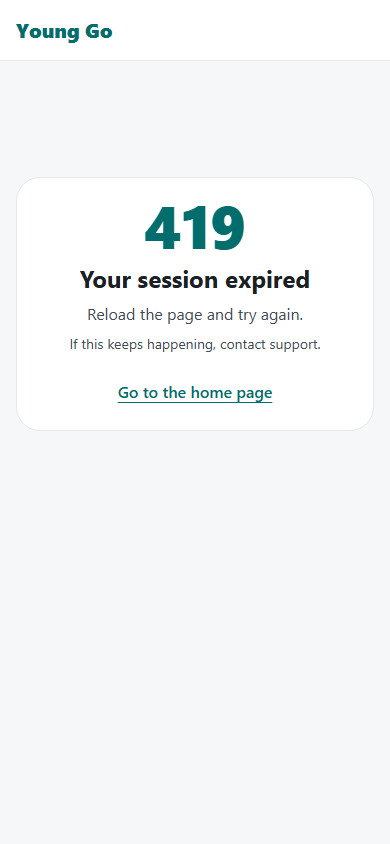 Young Go
419
Your session expired
Reload the page and try again.
If this keeps happening, contact support.
Go to the home page